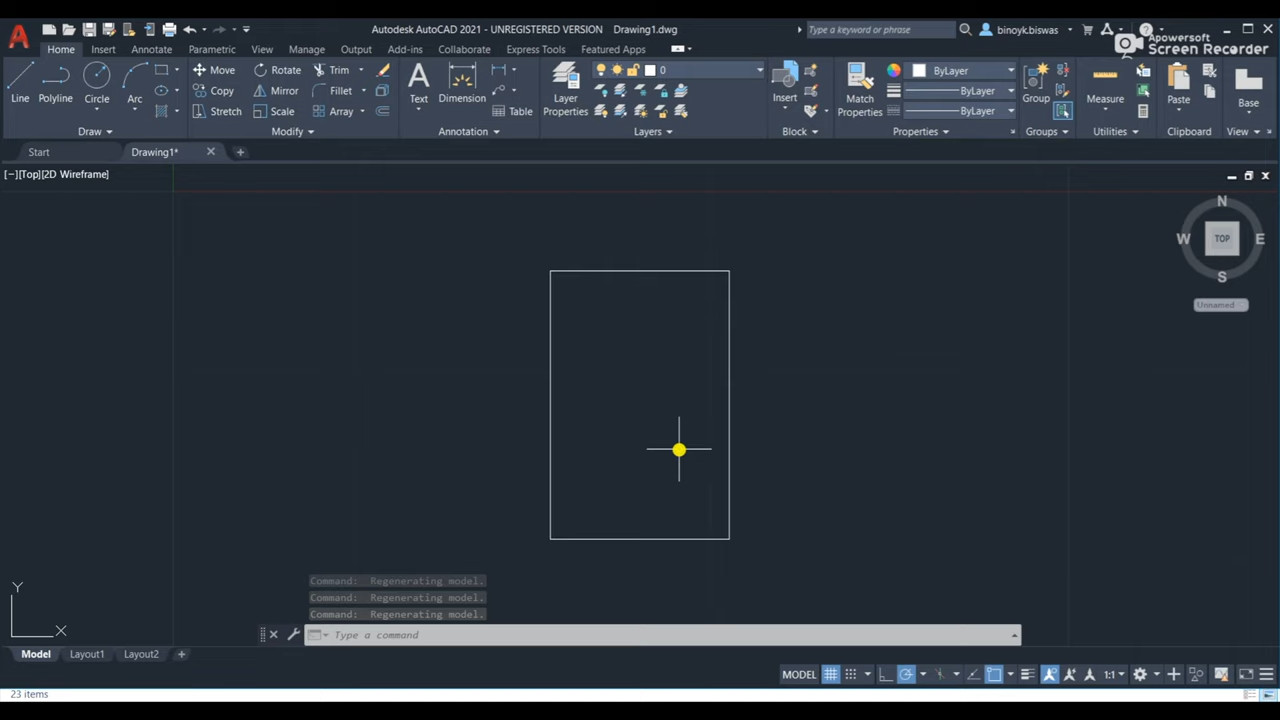 Autodesk AutoCAD 2021 - UNREGISTERED VERSION Drawing1.dwg Type a keyword or phrase binoyk.biswas
Apowersoft
Screen Recorder
Home Insert Annotate Parametric View Manage Output Add-ins Collaborate Express Tools Featured Apps
Line Polyline Circle Arc
Move Rotate Trim
Copy Mirror Fillet
Stretch Scale Array
Text Dimension Table
Layer Properties
0
Insert
Match Properties
ByLayer
ByLayer
ByLayer
Group Measure Paste Base
Draw Modify Annotation Layers Block Properties Groups Utilities Clipboard View
Start Drawing1*
[−][Top][2D Wireframe]
N
W TOP E
S
Unnamed
Command: Regenerating model.
Command: Regenerating model.
Command: Regenerating model.
Y
X
Type a command
Model Layout1 Layout2
MODEL 1:1
23 items